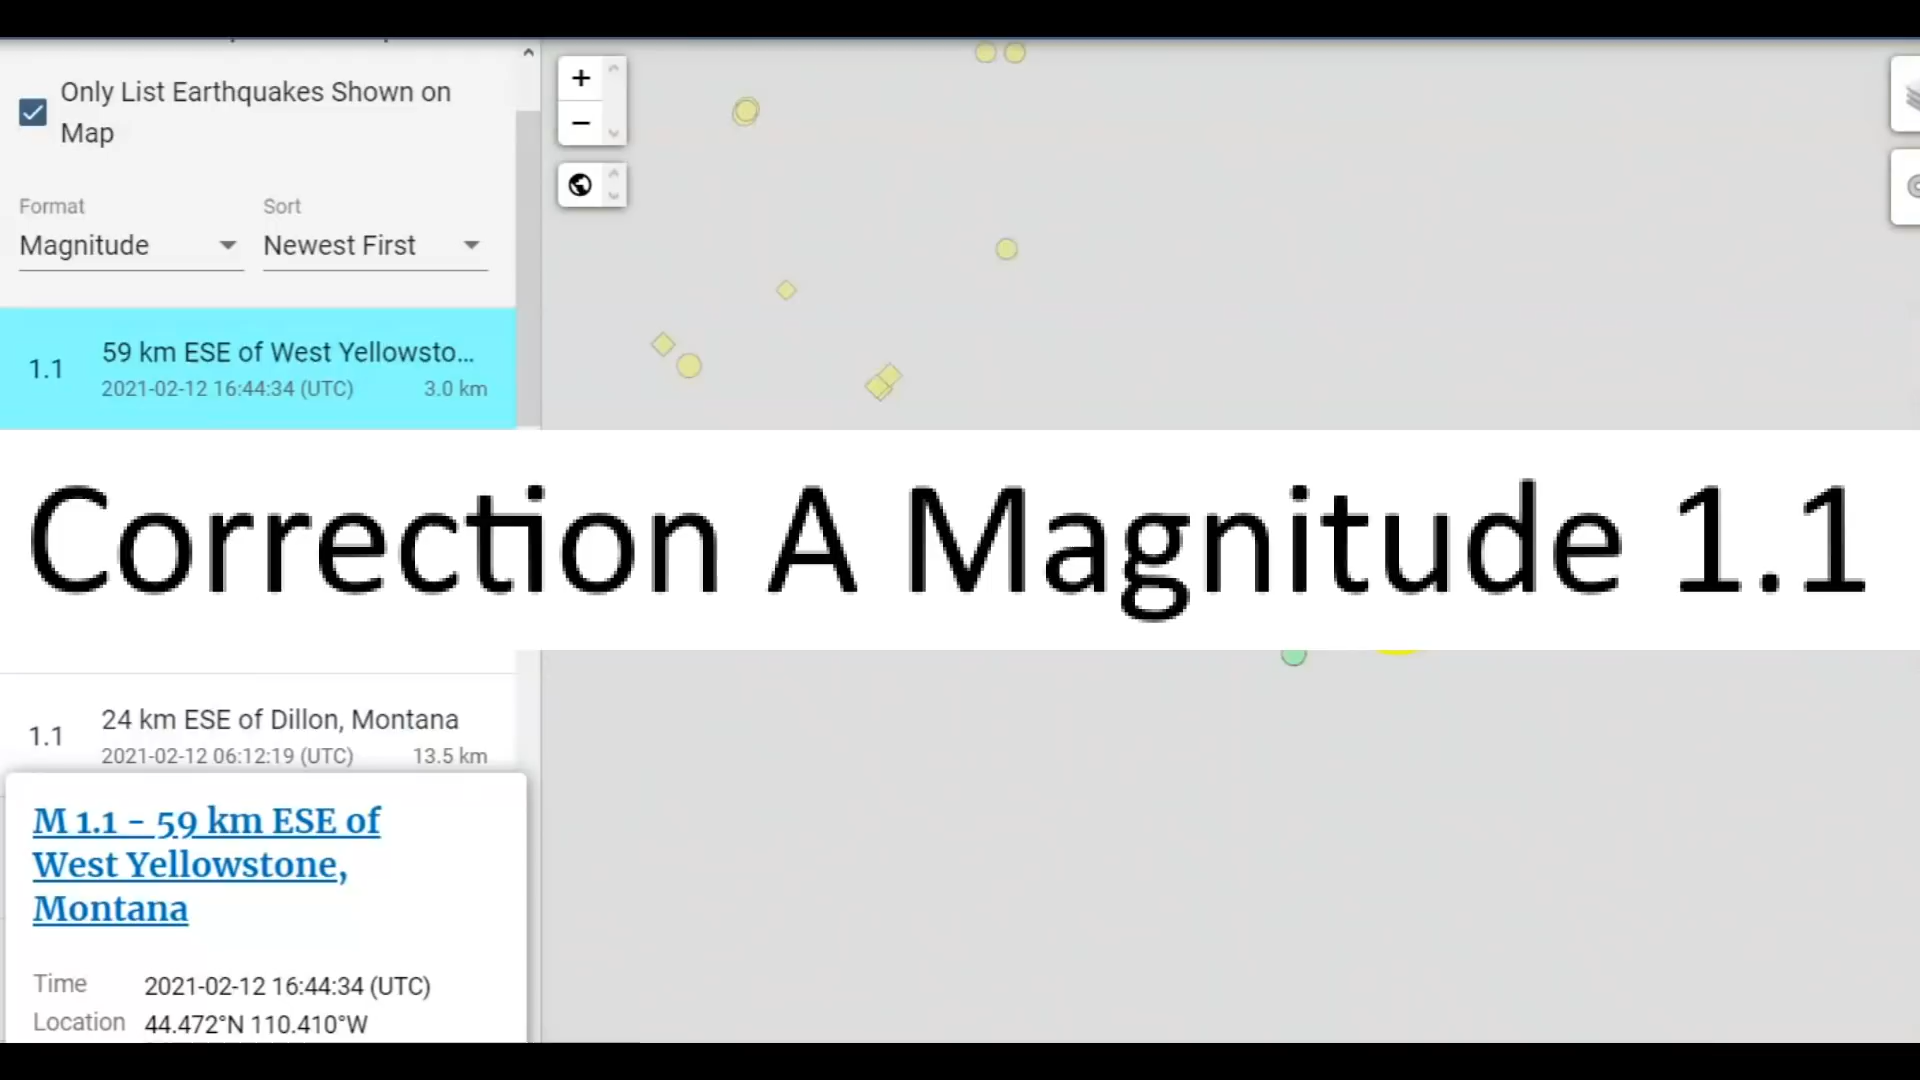 Only List Earthquakes Shown on
Map
Format
Sort
Magnitude
Newest First
1.1
59 km ESE of West Yellowsto...
2021-02-12 16:44:34 (UTC)
3.0 km
Correction A Magnitude 1.1
1.1
24 km ESE of Dillon, Montana
2021-02-12 06:12:19 (UTC)
13.5 km
M 1.1 - 59 km ESE of
West Yellowstone,
Montana
Time
2021-02-12 16:44:34 (UTC)
Location
44.472°N 110.410°W